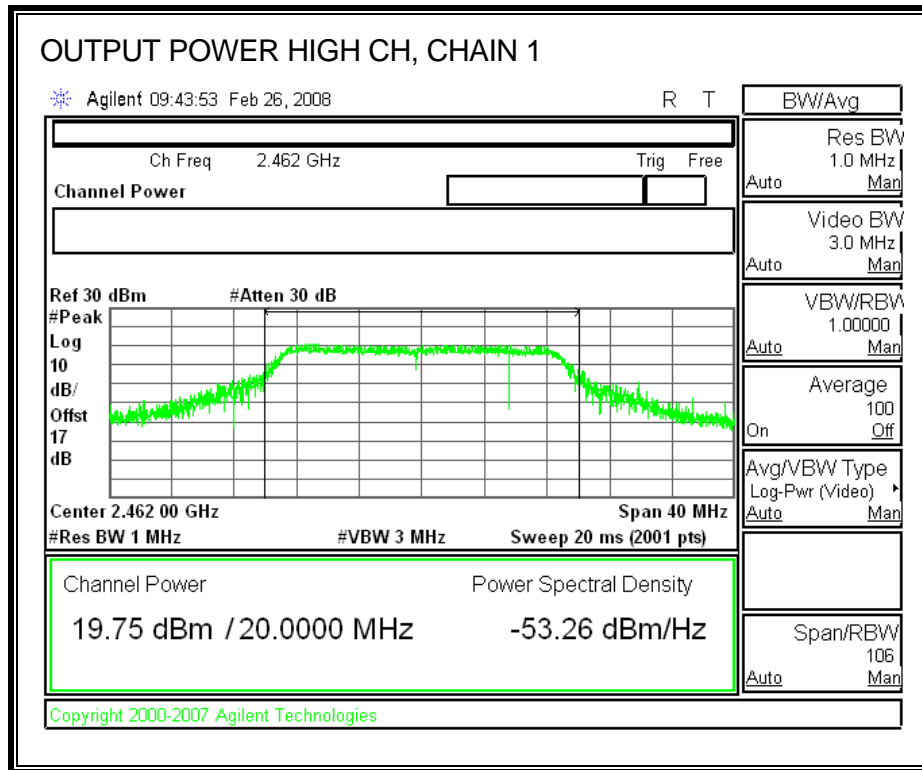 OUTPUT POWER HIGH CH, CHAIN 1
Agilent 09:43:53 Feb 26, 2008 R T
Ch Freq 2.462 GHz Trig Free
Channel Power
Ref 30 dBm #Atten 30 dB
#Peak
Log
10
dB/
Offst
17
dB
Center 2.462 00 GHz Span 40 MHz
#Res BW 1 MHz #VBW 3 MHz Sweep 20 ms (2001 pts)
Channel Power Power Spectral Density
19.75 dBm / 20.0000 MHz -53.26 dBm/Hz
Copyright 2000-2007 Agilent Technologies
BW/Avg
Res BW
1.0 MHz
Auto Man
Video BW
3.0 MHz
Auto Man
VBW/RBW
1.00000
Auto Man
Average
100
On Off
Avg/VBW Type
Log-Pwr (Video)
Auto Man
Span/RBW
106
Auto Man